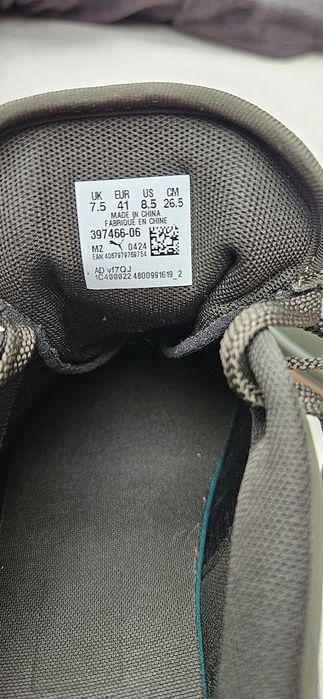 UK EUR US CM
7.5 41 8.5 26.5
MADE IN CHINA
FABRIQUÉ EN CHINE
397466-06
MZ 0424
EAN:4067979769754
AD v17QJ
1C400022 4800991619_2